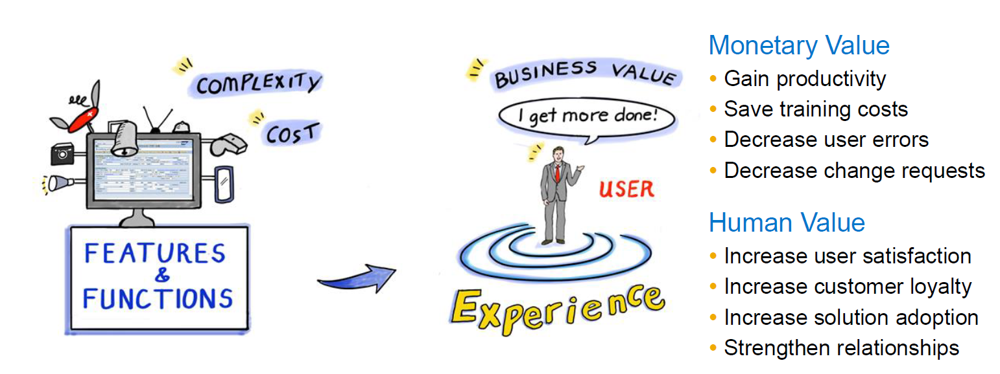 COMPLEXITY
COST
FEATURES
&
FUNCTIONS
BUSINESS VALUE
I get more done!
USER
Experience
Monetary Value
• Gain productivity
• Save training costs
• Decrease user errors
• Decrease change requests
Human Value
• Increase user satisfaction
• Increase customer loyalty
• Increase solution adoption
• Strengthen relationships